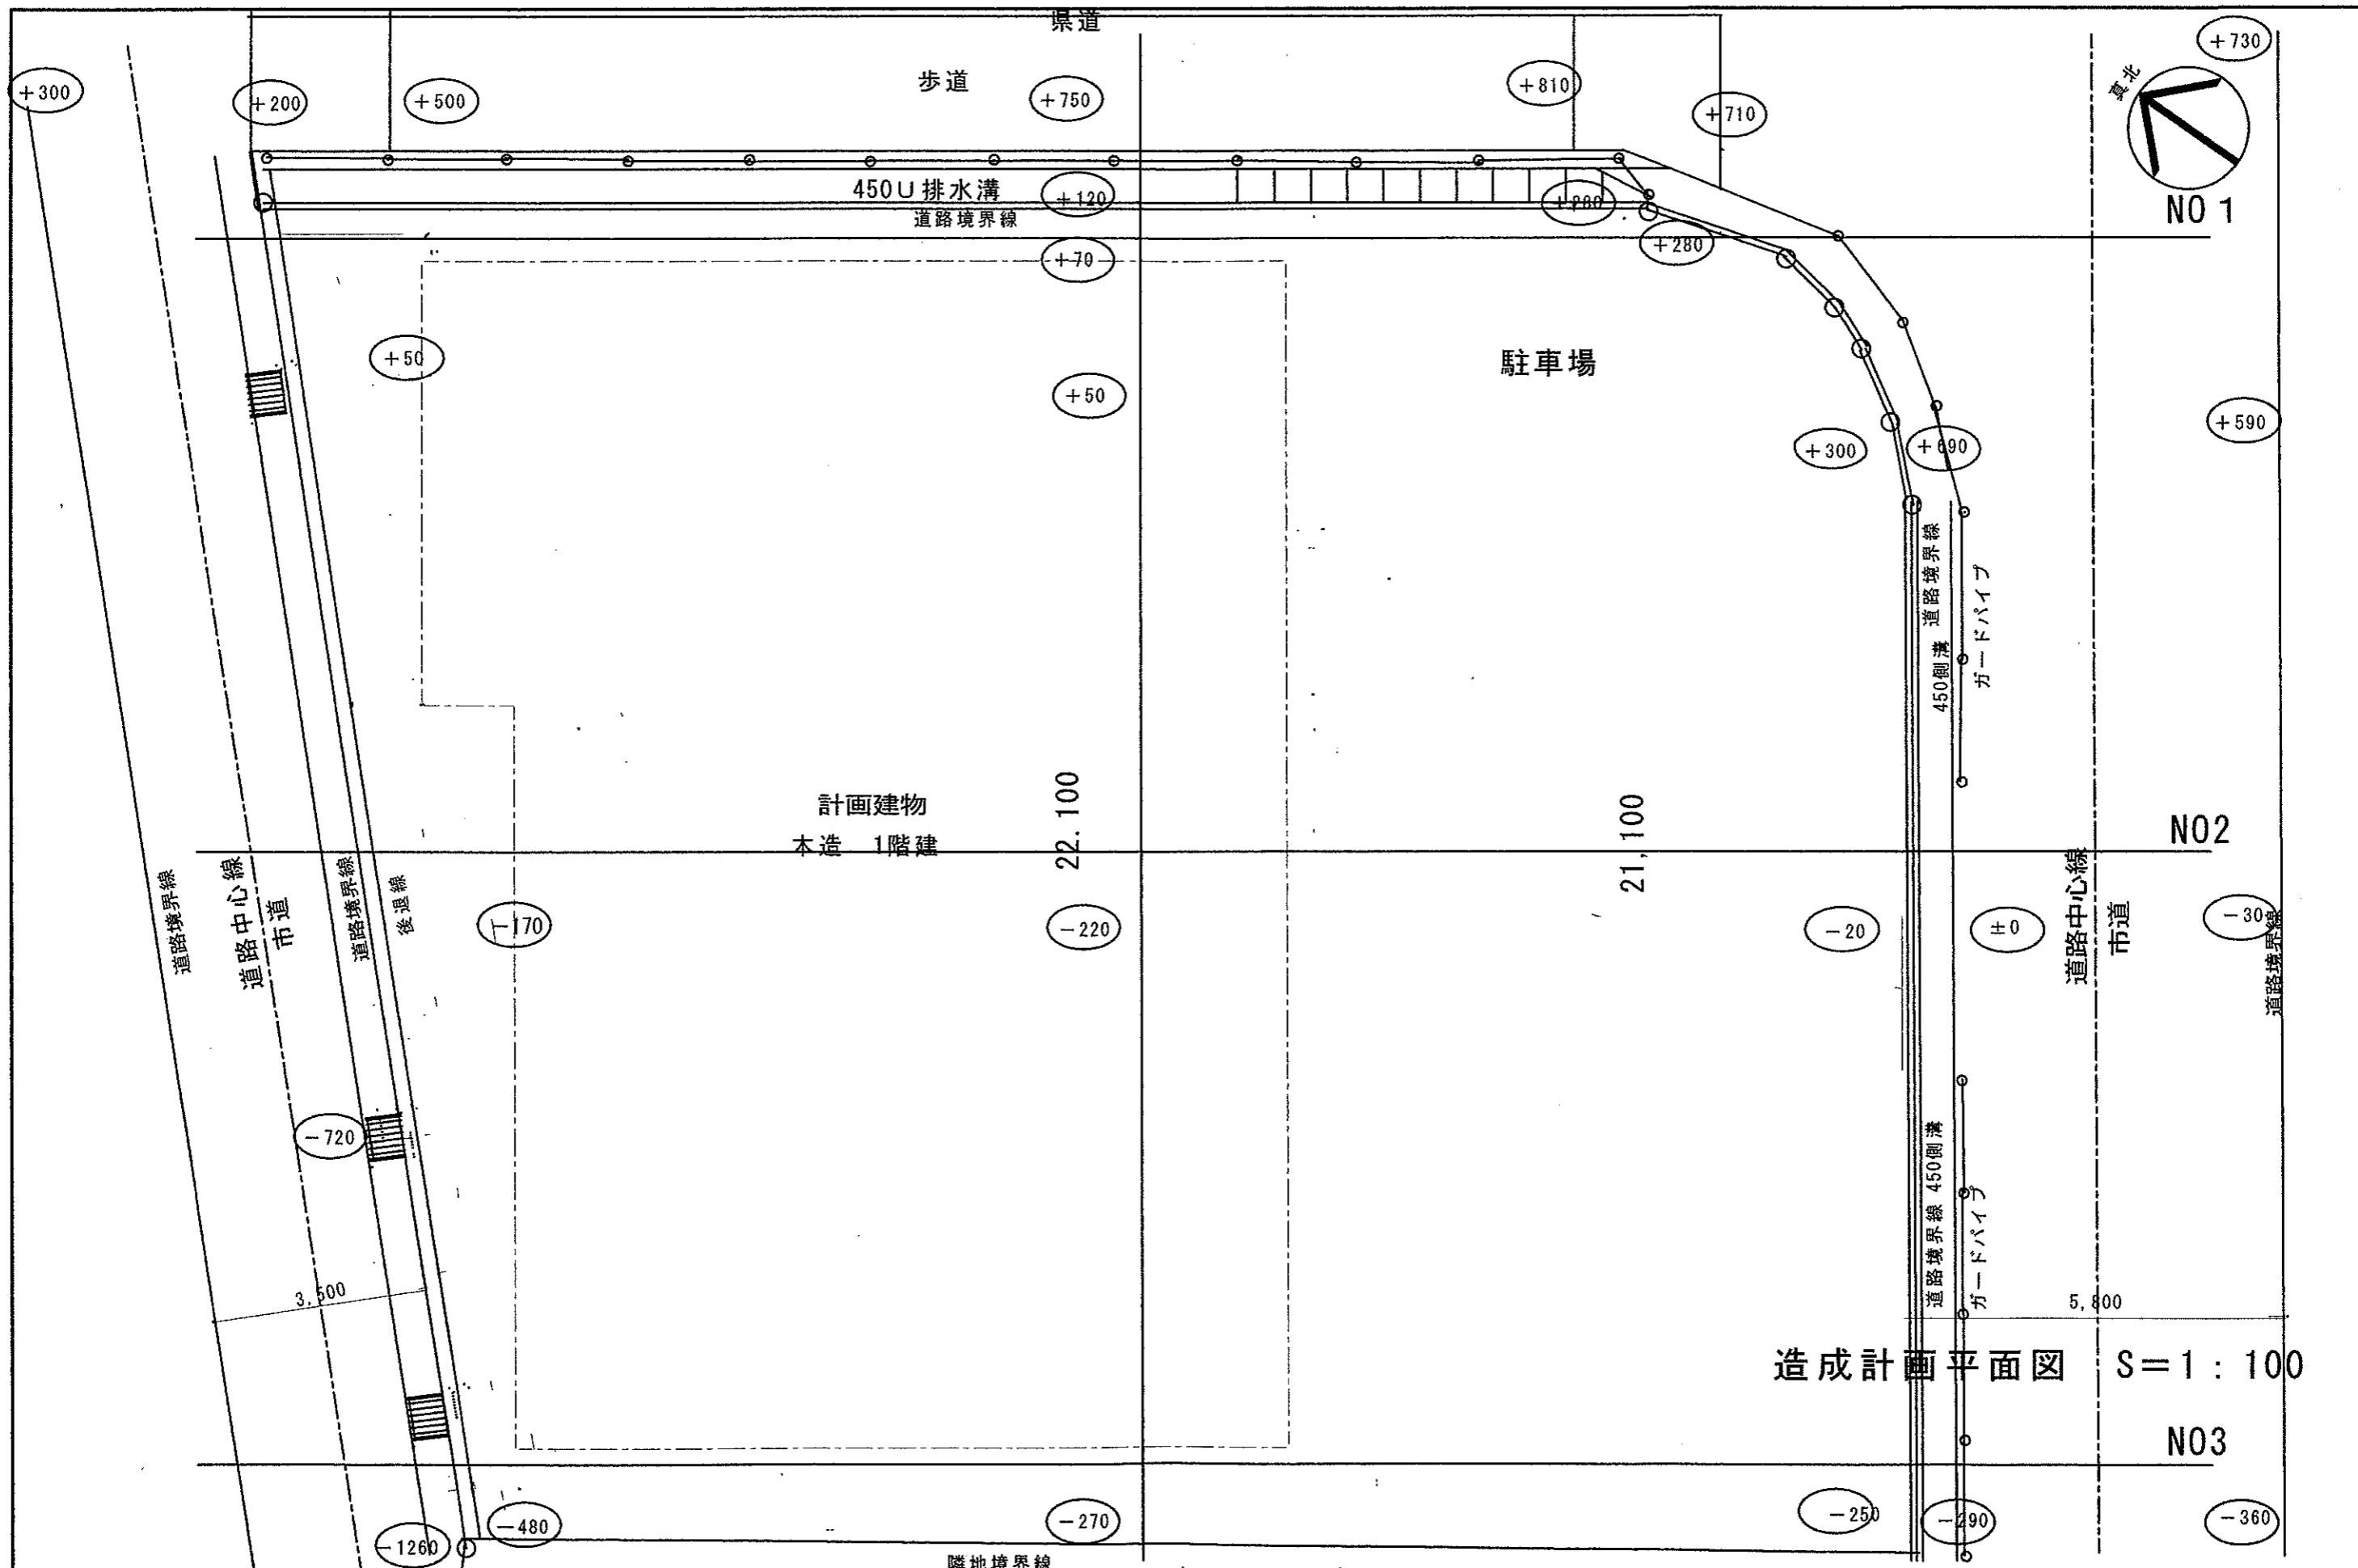 県道
+730
+300
+200
+500
歩道
+750
+810
+710
真北
450U排水溝
+120
+280
NO 1
道路境界線
+280
+70
+50
駐車場
+50
+300
+690
+590
道路境界線
450側溝
ガードパイプ
計画建物
木造 1階建
22.100
21,100
NO2
道路境界線
道路中心線
市道
道路境界線
後退線
-170
-220
-20
±0
道路中心線
市道
-30
道路境界線
-720
道路境界線 450側溝
ガードパイプ
3,500
5,800
造成計画平面図 S=1:100
NO3
-1260
-480
-270
-250
-290
-360
隣地境界線